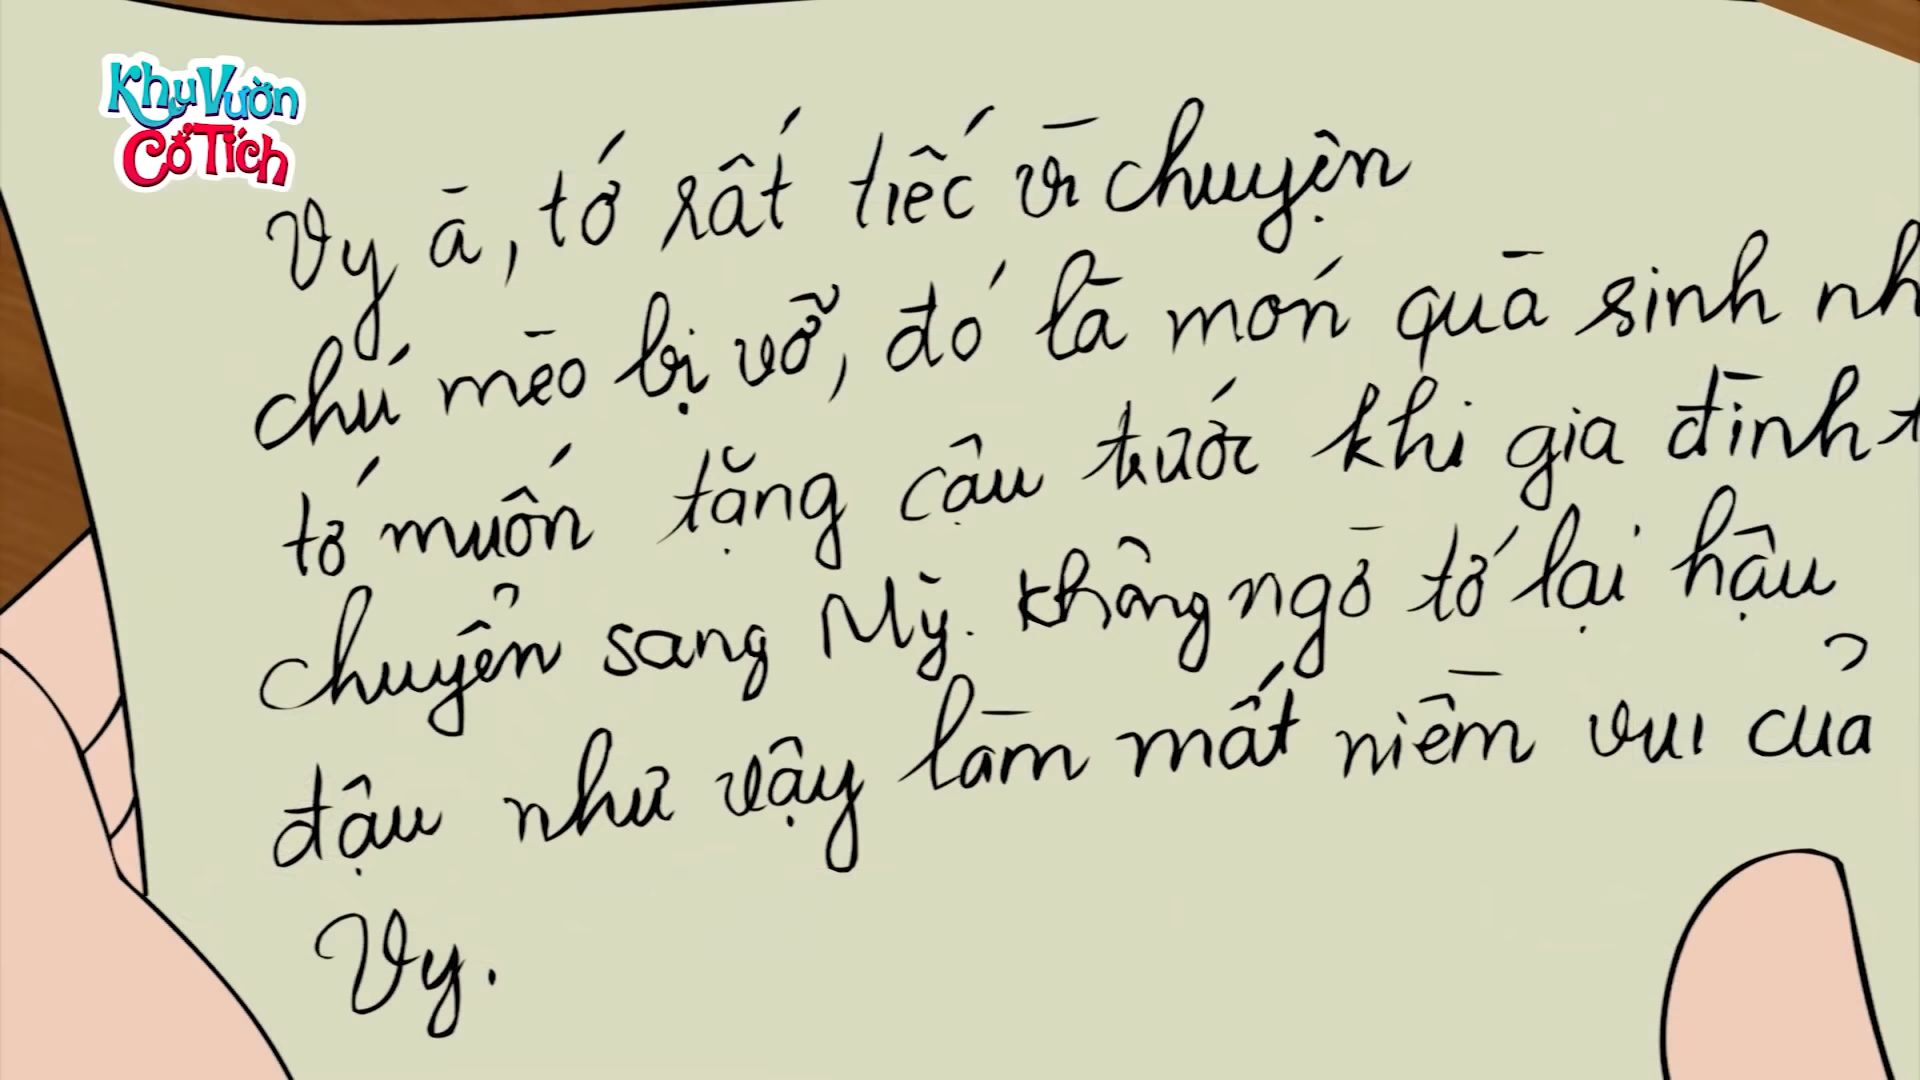 Khu Vườn
Cổ Tích
Vy à, tớ rất tiếc vì chuyện
chú mèo bị vỡ, đó là món quà sinh nh
tớ muốn tặng cậu trước khi gia đình t
chuyển sang Mỹ. Không ngờ tớ lại hậu
đậu như vậy làm mất niềm vui của
Vy.